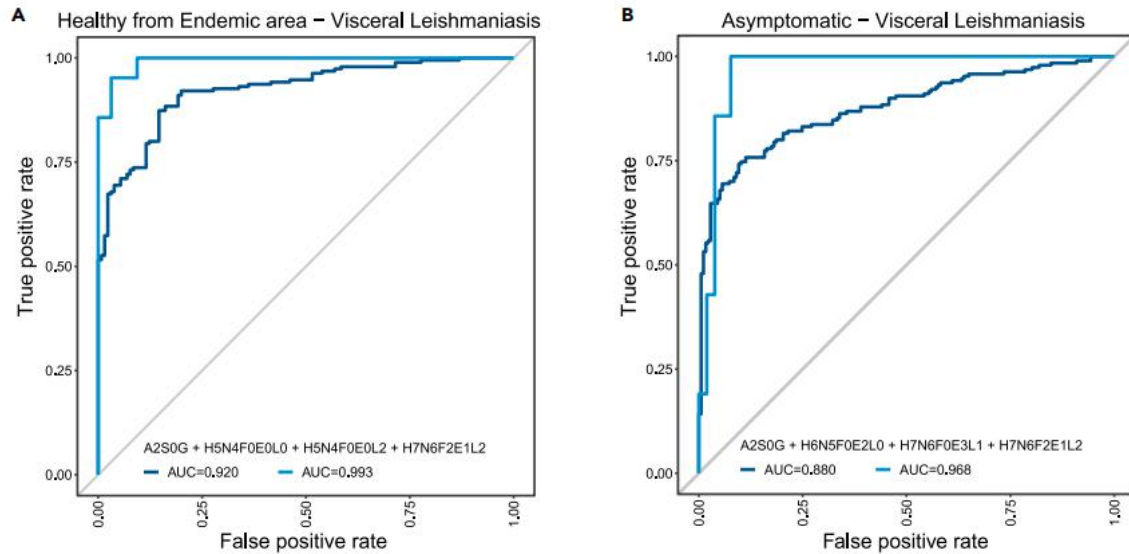 A
Healthy from Endemic area – Visceral Leishmaniasis
True positive rate
1.00
0.75
0.50
0.25
0.00
A2S0G + H5N4F0E0L0 + H5N4F0E0L2 + H7N6F2E1L2
AUC=0.920 AUC=0.993
0.00 0.25 0.50 0.75 1.00
False positive rate
B
Asymptomatic – Visceral Leishmaniasis
True positive rate
1.00
0.75
0.50
0.25
0.00
A2S0G + H6N5F0E2L0 + H7N6F0E3L1 + H7N6F2E1L2
AUC=0.880 AUC=0.968
0.00 0.25 0.50 0.75 1.00
False positive rate